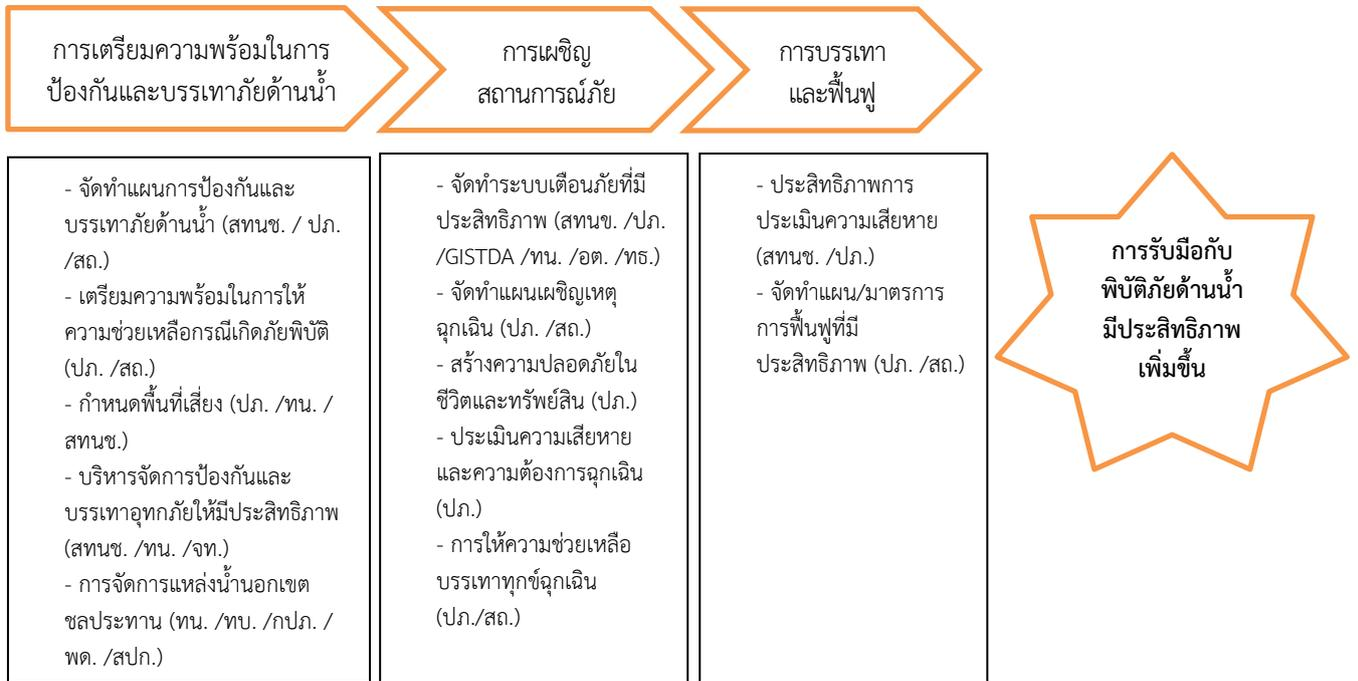 การเตรียมความพร้อมในการ
ป้องกันและบรรเทาภัยด้านน้ำ
การเผชิญ
สถานการณ์ภัย
การบรรเทา
และฟื้นฟู
- จัดทำแผนการป้องกันและ
บรรเทาภัยด้านน้ำ (สทนช. / ปภ.
/สถ.)
- เตรียมความพร้อมในการให้
ความช่วยเหลือกรณีเกิดภัยพิบัติ
(ปภ. /สถ.)
- กำหนดพื้นที่เสี่ยง (ปภ. /ทน. /
สทนช.)
- บริหารจัดการป้องกันและ
บรรเทาอุทกภัยให้มีประสิทธิภาพ
(สทนช. /ทน. /จท.)
- การจัดการแหล่งน้ำนอกเขต
ชลประทาน (ทน. /ทบ. /กปภ. /
พด. /สปก.)
- จัดทำระบบเตือนภัยที่มี
ประสิทธิภาพ (สทนข. /ปภ.
/GISTDA /ทน. /อต. /ทธ.)
- จัดทำแผนเผชิญเหตุ
ฉุกเฉิน (ปภ. /สถ.)
- สร้างความปลอดภัยใน
ชีวิตและทรัพย์สิน (ปภ.)
- ประเมินความเสียหาย
และความต้องการฉุกเฉิน
(ปภ.)
- การให้ความช่วยเหลือ
บรรเทาทุกข์ฉุกเฉิน
(ปภ./สถ.)
- ประสิทธิภาพการ
ประเมินความเสียหาย
(สทนช. /ปภ.)
- จัดทำแผน/มาตรการ
การฟื้นฟูที่มี
ประสิทธิภาพ (ปภ. /สถ.)
การรับมือกับ
พิบัติภัยด้านน้ำ
มีประสิทธิภาพ
เพิ่มขึ้น